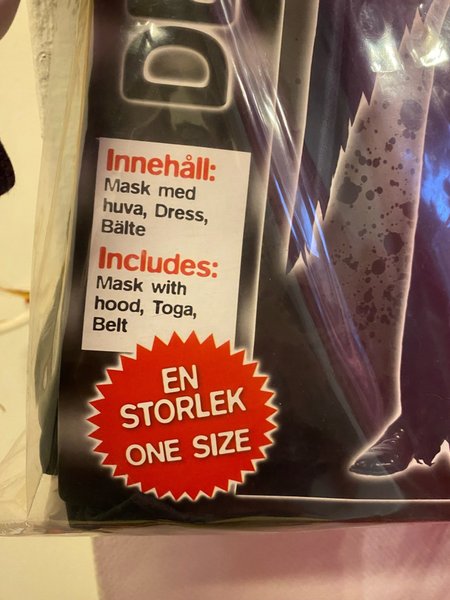 Innehåll:
Mask med
huva, Dress,
Bälte
Includes:
Mask with
hood, Toga,
Belt
EN
STORLEK
ONE SIZE